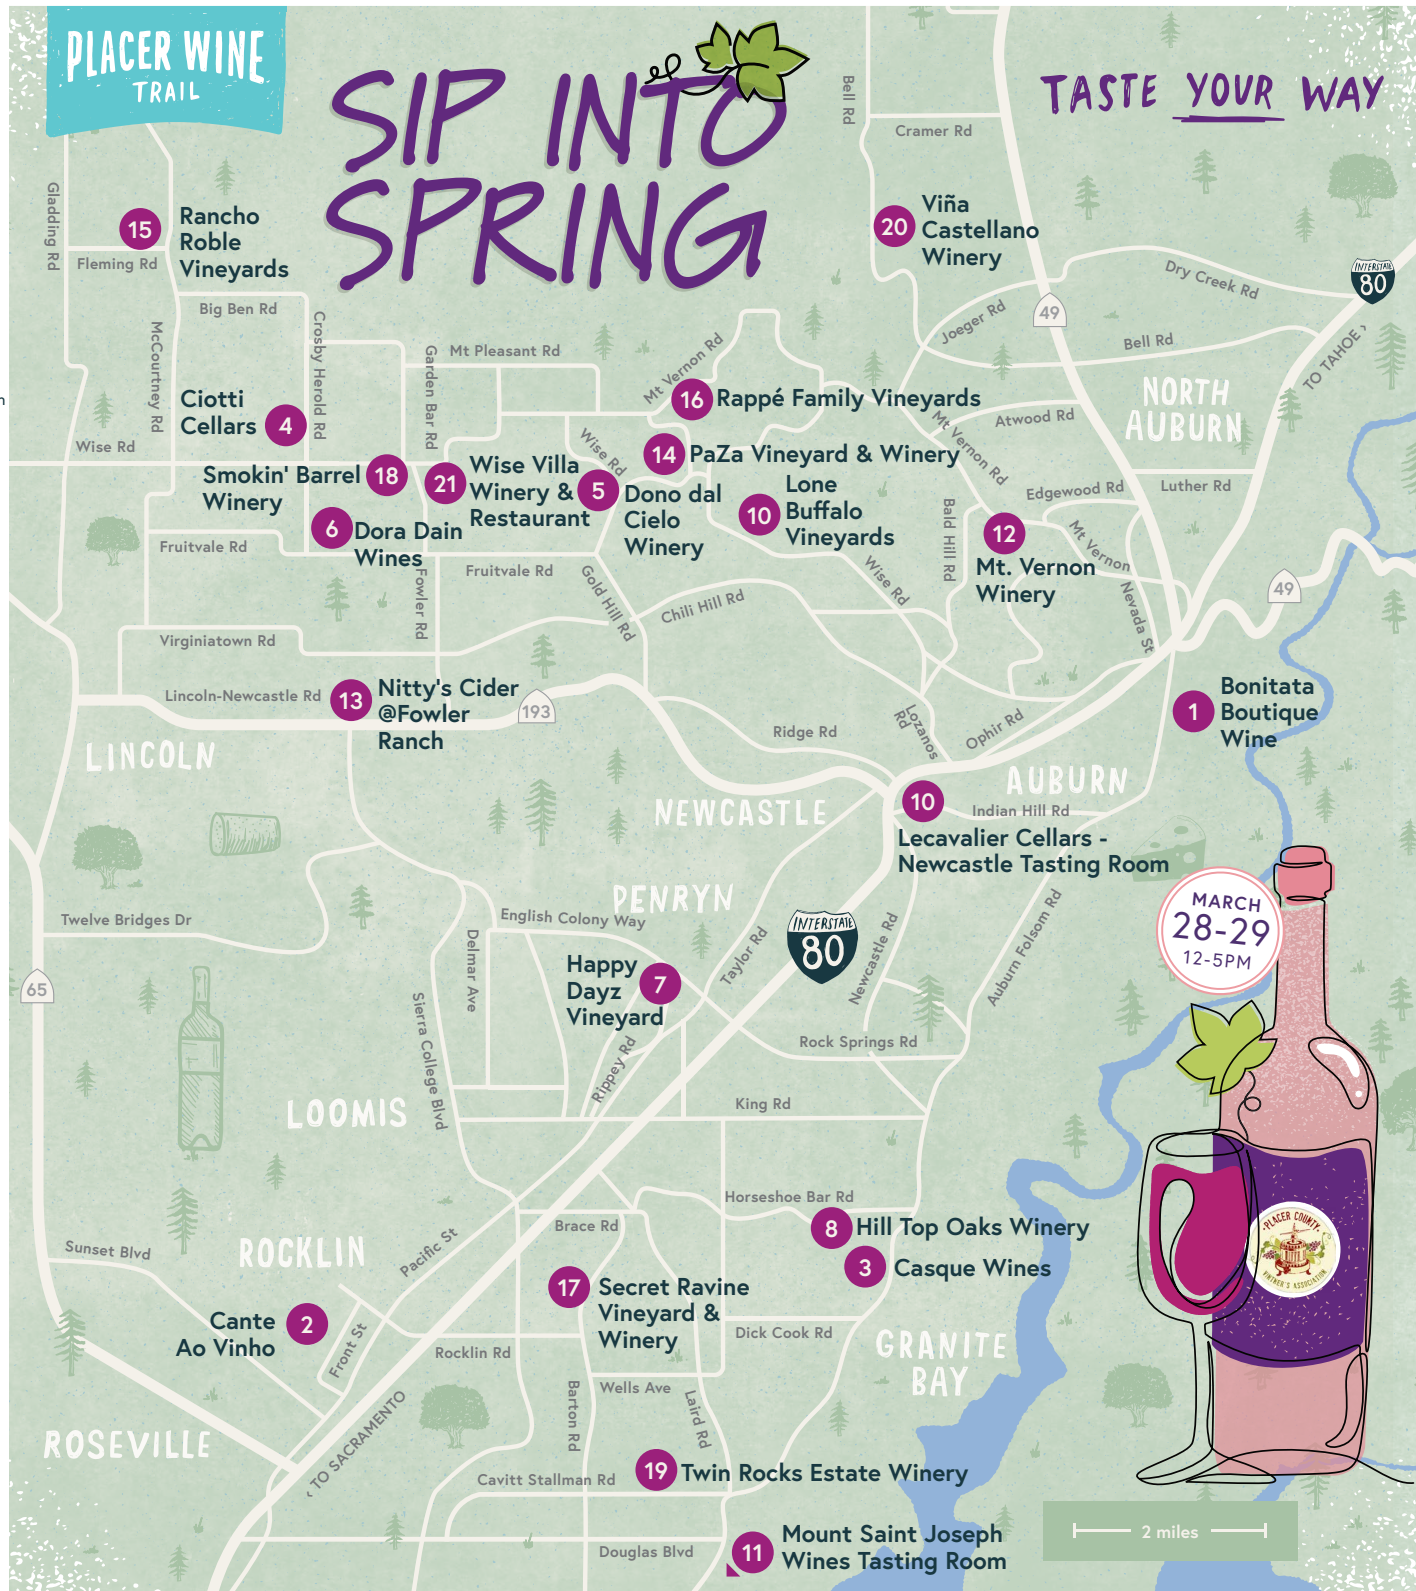 PLACER WINE
TRAIL
SIP INTO
SPRING
TASTE YOUR WAY
Bell Rd
Cramer Rd
Gladding Rd
15
Rancho
Roble
Vineyards
Fleming Rd
20
Viña
Castellano
Winery
Dry Creek Rd
INTERSTATE
80
Big Ben Rd
Joeger Rd
49
McCourtney Rd
Crosby Herold Rd
Garden Bar Rd
Mt Pleasant Rd
Mt Vernon Rd
Bell Rd
TO TAHOE ›
NORTH
AUBURN
n
Ciotti
Cellars
4
16
Rappé Family Vineyards
Atwood Rd
Mt Vernon Rd
Wise Rd
Wise Rd
14
PaZa Vineyard & Winery
Smokin' Barrel
Winery
18
21
Wise Villa
Winery &
Restaurant
5
Dono dal
Cielo
Winery
10
Lone
Buffalo
Vineyards
Edgewood Rd
Luther Rd
Bald Hill Rd
12
Mt. Vernon
Winery
Mt Vernon
6
Dora Dain
Wines
Fruitvale Rd
Fruitvale Rd
Fowler Rd
Gold Hill Rd
Chili Hill Rd
Wise Rd
Nevada St
49
Virginiatown Rd
Lincoln-Newcastle Rd
13
Nitty's Cider
@Fowler
Ranch
193
1
Bonitata
Boutique
Wine
LINCOLN
Ridge Rd
Lozanos
Rd
Ophir Rd
NEWCASTLE
AUBURN
10
Indian Hill Rd
Lecavalier Cellars -
Newcastle Tasting Room
PENRYN
Twelve Bridges Dr
English Colony Way
INTERSTATE
80
MARCH
28-29
12-5PM
Delmar Ave
Taylor Rd
Newcastle Rd
Auburn Folsom Rd
65
Happy
Dayz
Vineyard
7
Sierra College Blvd
Rock Springs Rd
Rippey Rd
LOOMIS
King Rd
Horseshoe Bar Rd
Brace Rd
8
Hill Top Oaks Winery
3
Casque Wines
Sunset Blvd
ROCKLIN
Pacific St
17
Secret Ravine
Vineyard &
Winery
PLACER COUNTY
VINTNER'S ASSOCIATION
Cante
Ao Vinho
2
Front St
Rocklin Rd
Dick Cook Rd
GRANITE
BAY
Barton Rd
Wells Ave
Laird Rd
ROSEVILLE
‹ TO SACRAMENTO
Cavitt Stallman Rd
19
Twin Rocks Estate Winery
Douglas Blvd
11
Mount Saint Joseph
Wines Tasting Room
2 miles